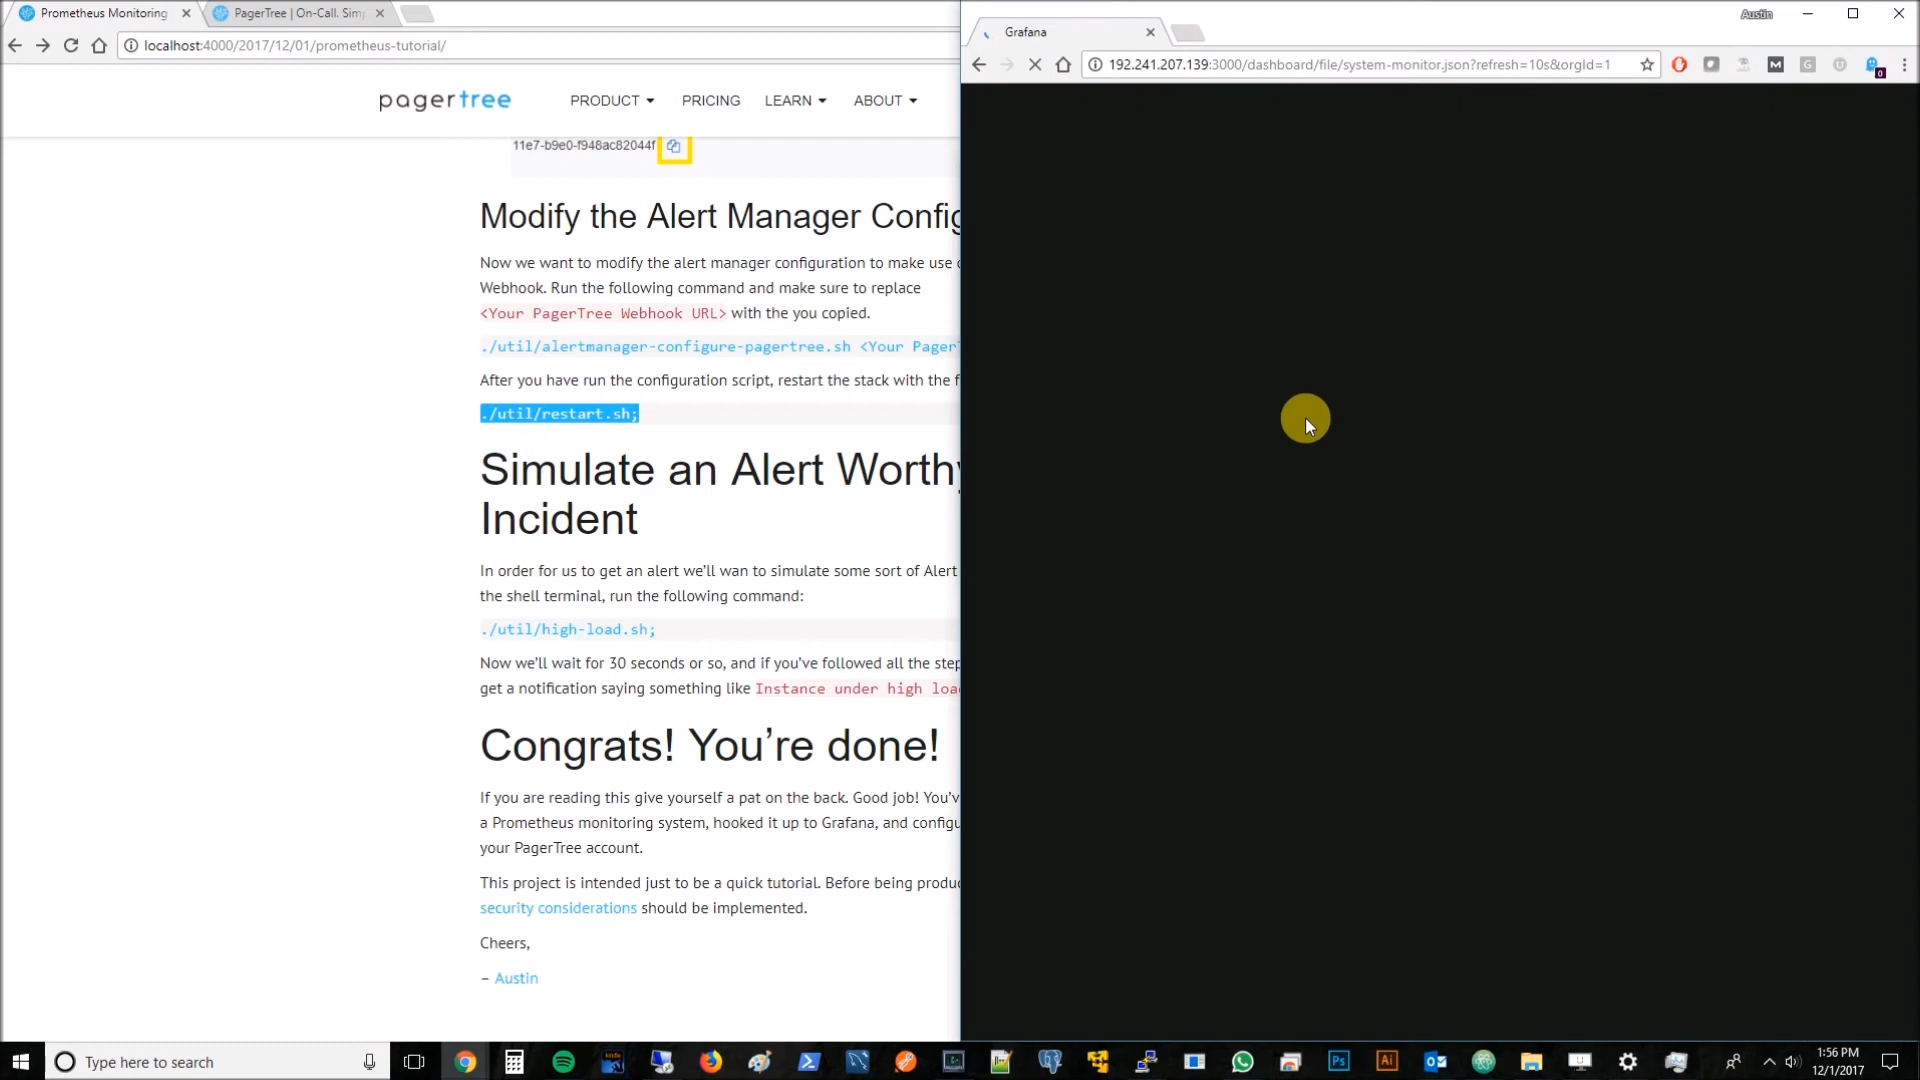 Prometheus Monitoring
PagerTree | On-Call. Sim
localhost:4000/2017/12/01/prometheus-tutorial/
pagertree
PRODUCT
PRICING
LEARN
ABOUT
11e7-b9e0-f948ac82044f
Modify the Alert Manager Config
Now we want to modify the alert manager configuration to make use
Webhook. Run the following command and make sure to replace
<Your PagerTree Webhook URL> with the you copied.
./util/alertmanager-configure-pagertree.sh <Your Pager
After you have run the configuration script, restart the stack with the f
./util/restart.sh;
Simulate an Alert Worthy
Incident
In order for us to get an alert we'll wan to simulate some sort of Alert
the shell terminal, run the following command:
./util/high-load.sh;
Now we'll wait for 30 seconds or so, and if you've followed all the step
get a notification saying something like Instance under high loa
Congrats! You're done!
If you are reading this give yourself a pat on the back. Good job! You'v
a Prometheus monitoring system, hooked it up to Grafana, and configu
your PagerTree account.
This project is intended just to be a quick tutorial. Before being produ
security considerations should be implemented.
Cheers,
– Austin
Austin
Grafana
192.241.207.139:3000/dashboard/file/system-monitor.json?refresh=10s&orgId=1
Type here to search
1:56 PM
12/1/2017